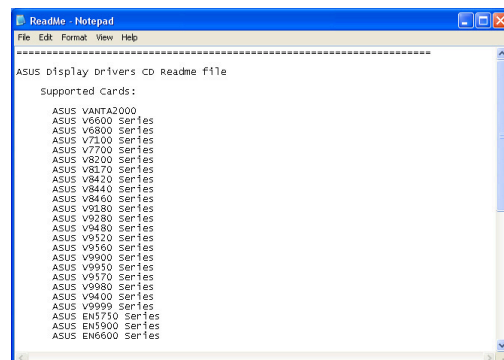 ReadMe - Notepad
File Edit Format View Help
======================================================================
ASUS Display Drivers CD Readme file
Supported Cards:
ASUS VANTA2000
ASUS V6600 Series
ASUS V6800 Series
ASUS V7100 Series
ASUS V7700 Series
ASUS V8200 Series
ASUS V8170 Series
ASUS V8420 Series
ASUS V8440 Series
ASUS V8460 Series
ASUS V9180 Series
ASUS V9280 Series
ASUS V9480 Series
ASUS V9520 Series
ASUS V9560 Series
ASUS V9900 Series
ASUS V9950 Series
ASUS V9570 Series
ASUS V9980 Series
ASUS V9400 Series
ASUS V9999 Series
ASUS EN5750 Series
ASUS EN5900 Series
ASUS EN6600 Series